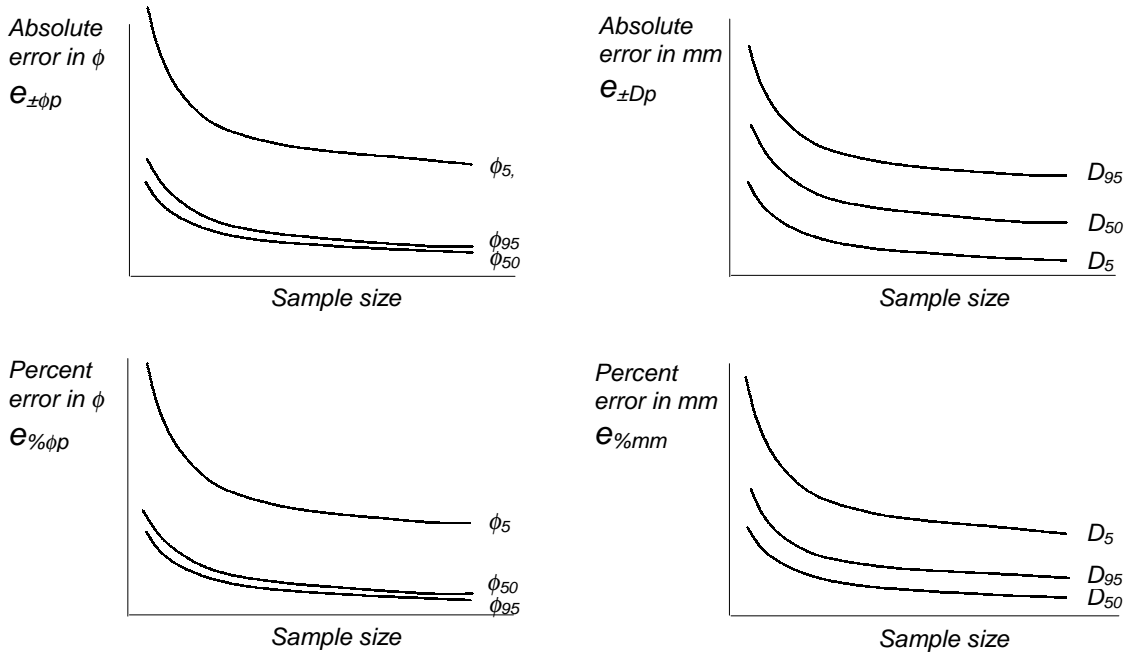 Absolute
error in ϕ
e±ϕp
ϕ5,
ϕ95
ϕ50
Sample size
Absolute
error in mm
e±Dp
D95
D50
D5
Sample size
Percent
error in ϕ
e%ϕp
ϕ5
ϕ50
ϕ95
Sample size
Percent
error in mm
e%mm
D5
D95
D50
Sample size